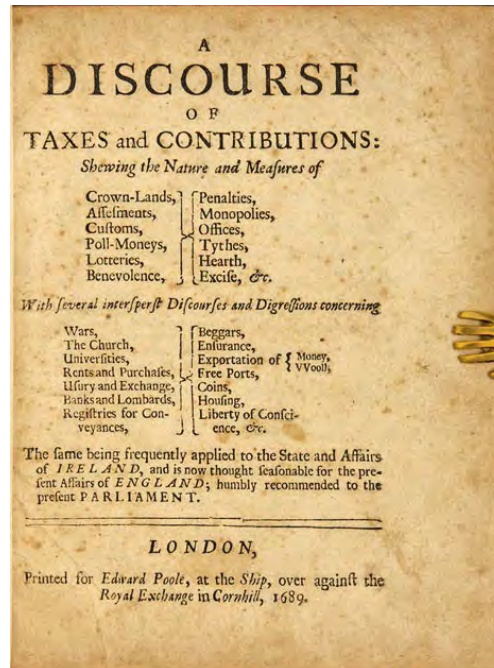 A
DISCOURSE
OF
TAXES and CONTRIBUTIONS:
Shewing the Nature and Meaſures of
Crown-Lands, Penalties,
Aſſeſments, Monopolies,
Cuſtoms, Offices,
Poll-Moneys, Tythes,
Lotteries, Hearth,
Benevolence, Exciſe, &c.
With ſeveral interſperſt Diſcourſes and Digreſſions concerning
Wars, Beggars,
The Church, Enſurance,
Univerſities, Exportation of { Money, VVooll,
Rents and Purchaſes, Free Ports,
Uſury and Exchange, Coins,
Banks and Lombards, Houſing,
Regiſtries for Con- Liberty of Conſci-
veyances, ence, &c.
The ſame being frequently applied to the State and Affairs
of IRELAND, and is now thought ſeaſonable for the pre-
ſent Affairs of ENGLAND; humbly recommended to the
preſent PARLIAMENT.
LONDON,
Printed for Edward Poole, at the Ship, over againſt the
Royal Exchange in Cornhill, 1689.